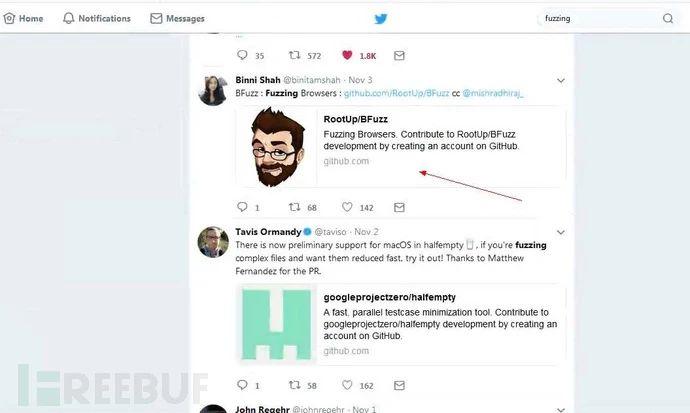 Home Notifications Messages fuzzing
...
35 572 1.8K
Binni Shah @binitamshah · Nov 3
BFuzz : Fuzzing Browsers : github.com/RootUp/BFuzz cc @mishradhiraj_
RootUp/BFuzz
Fuzzing Browsers. Contribute to RootUp/BFuzz
development by creating an account on GitHub.
github.com
1 68 142
Tavis Ormandy @taviso · Nov 2
There is now preliminary support for macOS in halfempty🥛, if you're fuzzing
complex files and want them reduced fast, try it out! Thanks to Matthew
Fernandez for the PR.
googleprojectzero/halfempty
A fast, parallel testcase minimization tool. Contribute to
googleprojectzero/halfempty development by creating an
account on GitHub.
github.com
1 58 162
John Regehr @johnregehr · Nov 1
FREEBUF